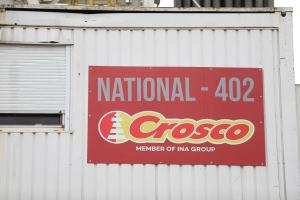 NATIONAL - 402
Crosco
MEMBER OF INA GROUP